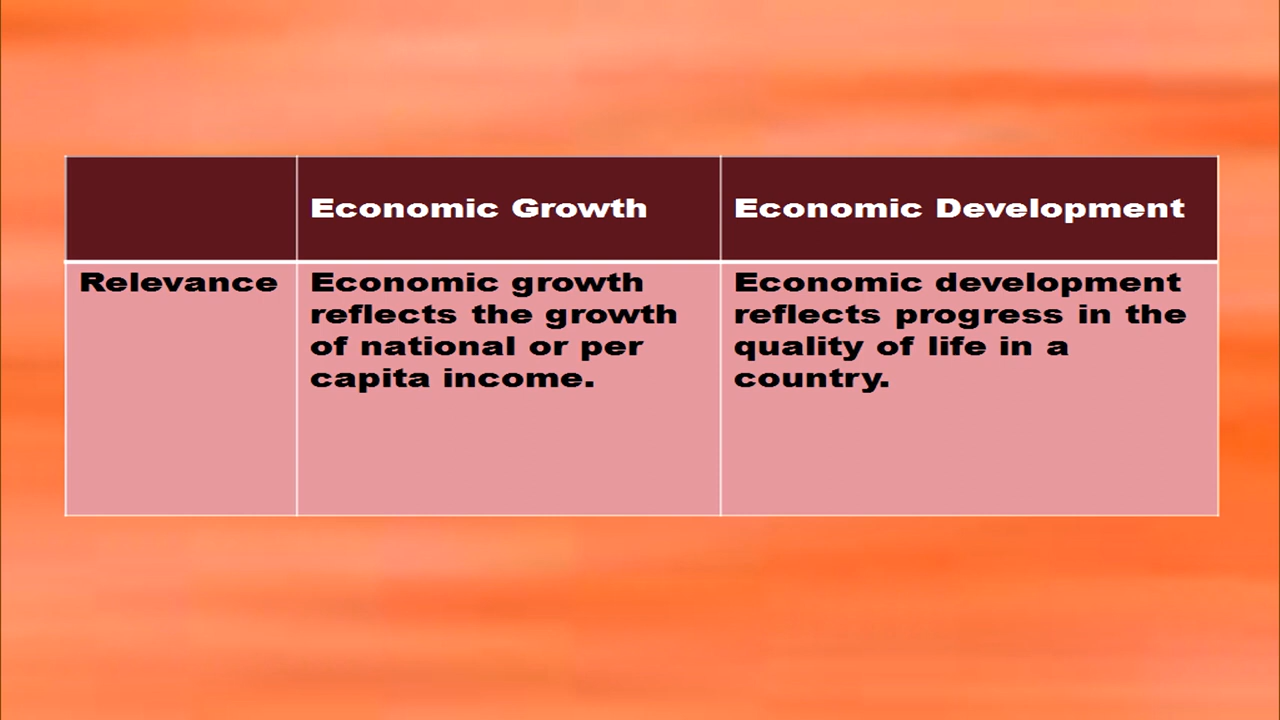 Economic Growth
Economic Development
Relevance
Economic growth
reflects the growth
of national or per
capita income.
Economic development
reflects progress in the
quality of life in a
country.